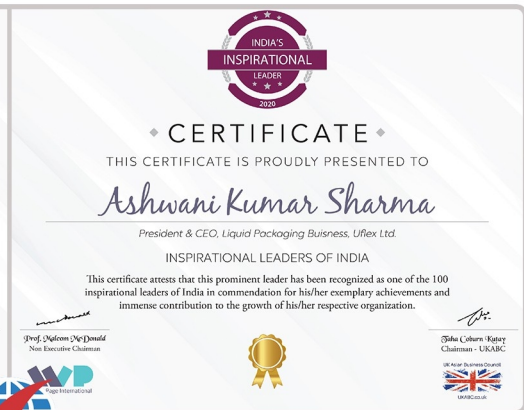 INDIA'S
INSPIRATIONAL
LEADER
2020
CERTIFICATE
THIS CERTIFICATE IS PROUDLY PRESENTED TO
Ashwani Kumar Sharma
President & CEO, Liquid Packaging Buisness, Uflex Ltd.
INSPIRATIONAL LEADERS OF INDIA
This certificate attests that this prominent leader has been recognized as one of the 100
inspirational leaders of India in commendation for his/her exemplary achievements and
immense contribution to the growth of his/her respective organization.
Prof. Malcom McDonald
Non Executive Chairman
Taha Coburn Kutay
Chairman - UKABC
Page International
UK Asian Business Council
UKABC.co.uk